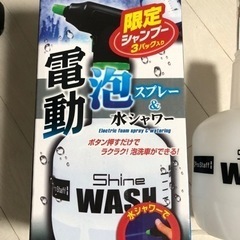 限定
シャンプー
3パック入り
電動
泡スプレー
&
水シャワー
Electric foam spray & watering
ボタン押すだけで
ラクラク!泡洗車ができる!
Shine
WASH
水シャワーで
ProStaff
WA